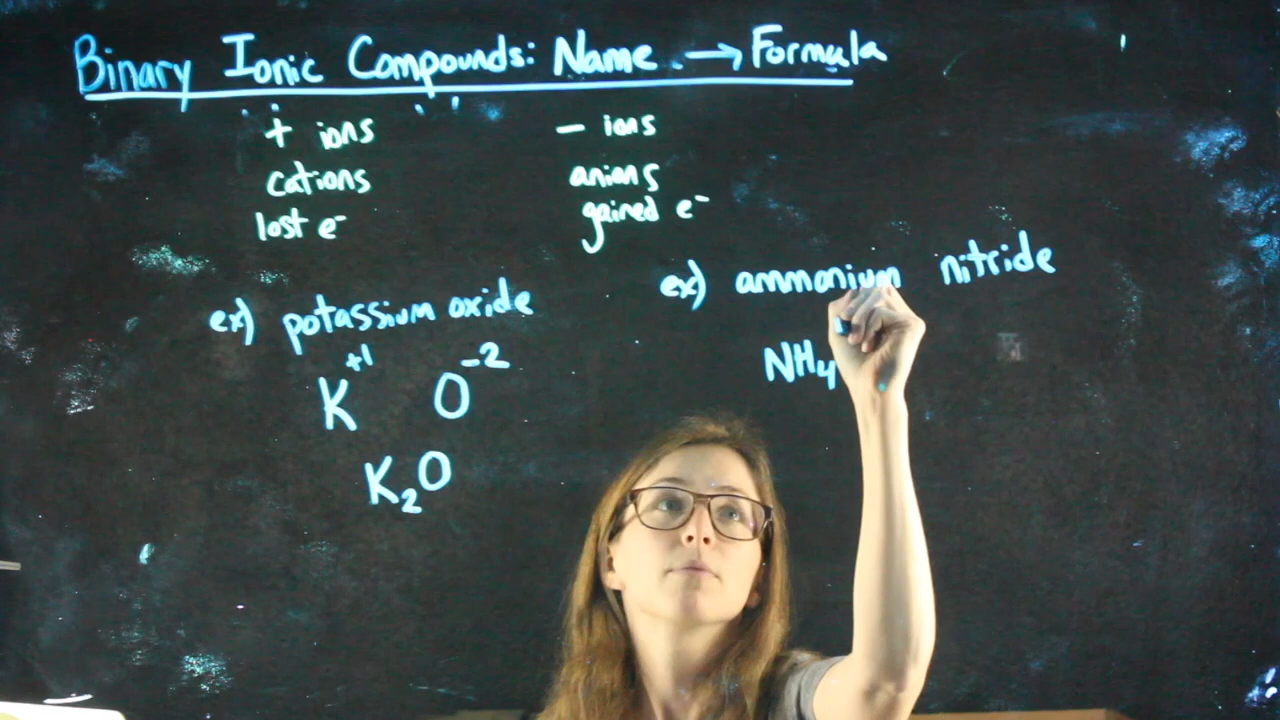 Binary Ionic Compounds: Name → Formula
+ ions
cations
lost e⁻
− ions
anions
gained e⁻
ex) potassium oxide
K⁺¹ O⁻²
K₂O
ex) ammonium nitride
NH₄